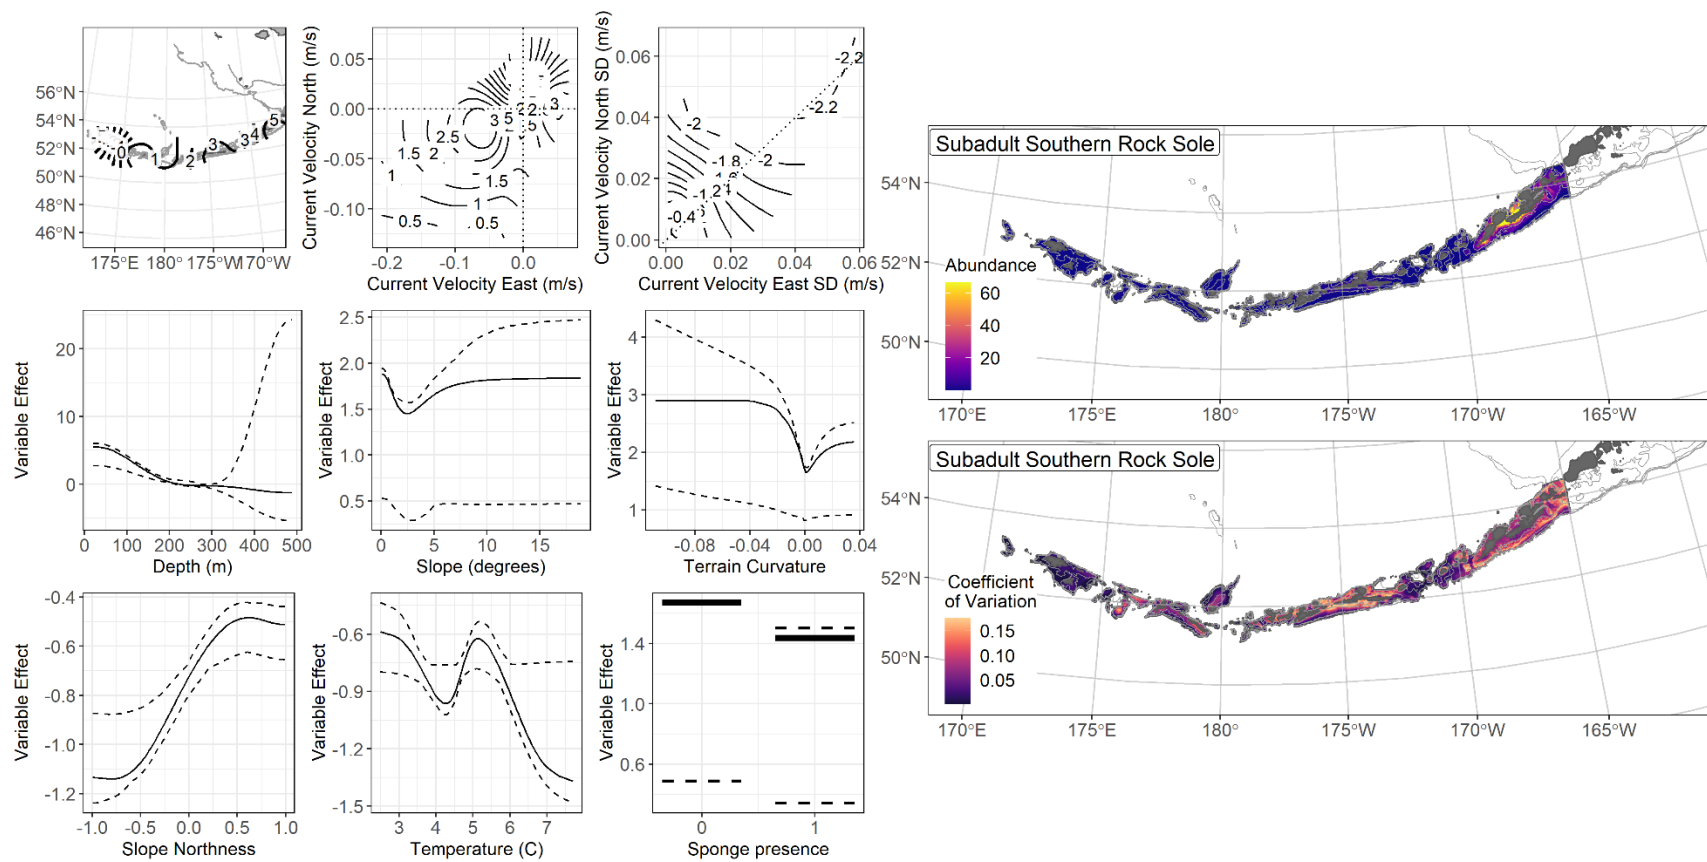 56°N
54°N
52°N
50°N
48°N
46°N
0
1
2
3
3
4
5
175°E
180°
175°W
170°W
Current Velocity North (m/s)
0.05
0.00
-0.05
-0.10
2.5
1.5
2
1
1.5
1
0.5
0.5
3
5
3
-0.2
-0.1
0.0
Current Velocity East (m/s)
Current Velocity North SD (m/s)
0.06
0.04
0.02
0.00
-2.2
-2.2
-2
-1.8
-2
-0.4
0.00
0.02
0.04
0.06
Current Velocity East SD (m/s)
Variable Effect
20
10
0
0
100
200
300
400
500
Depth (m)
Variable Effect
2.5
2.0
1.5
1.0
0.5
0
5
10
15
Slope (degrees)
Variable Effect
4
3
2
1
-0.08
-0.04
0.00
0.04
Terrain Curvature
Variable Effect
-0.4
-0.6
-0.8
-1.0
-1.2
-1.0
-0.5
0.0
0.5
1.0
Slope Northness
Variable Effect
-0.6
-0.9
-1.2
-1.5
3
4
5
6
7
Temperature (C)
Variable Effect
1.4
1.0
0.6
0
1
Sponge presence
Subadult Southern Rock Sole
54°N
52°N
50°N
Abundance
60
40
20
170°E
175°E
180°
175°W
170°W
165°W
Subadult Southern Rock Sole
54°N
52°N
50°N
Coefficient
of Variation
0.15
0.10
0.05
170°E
175°E
180°
175°W
170°W
165°W